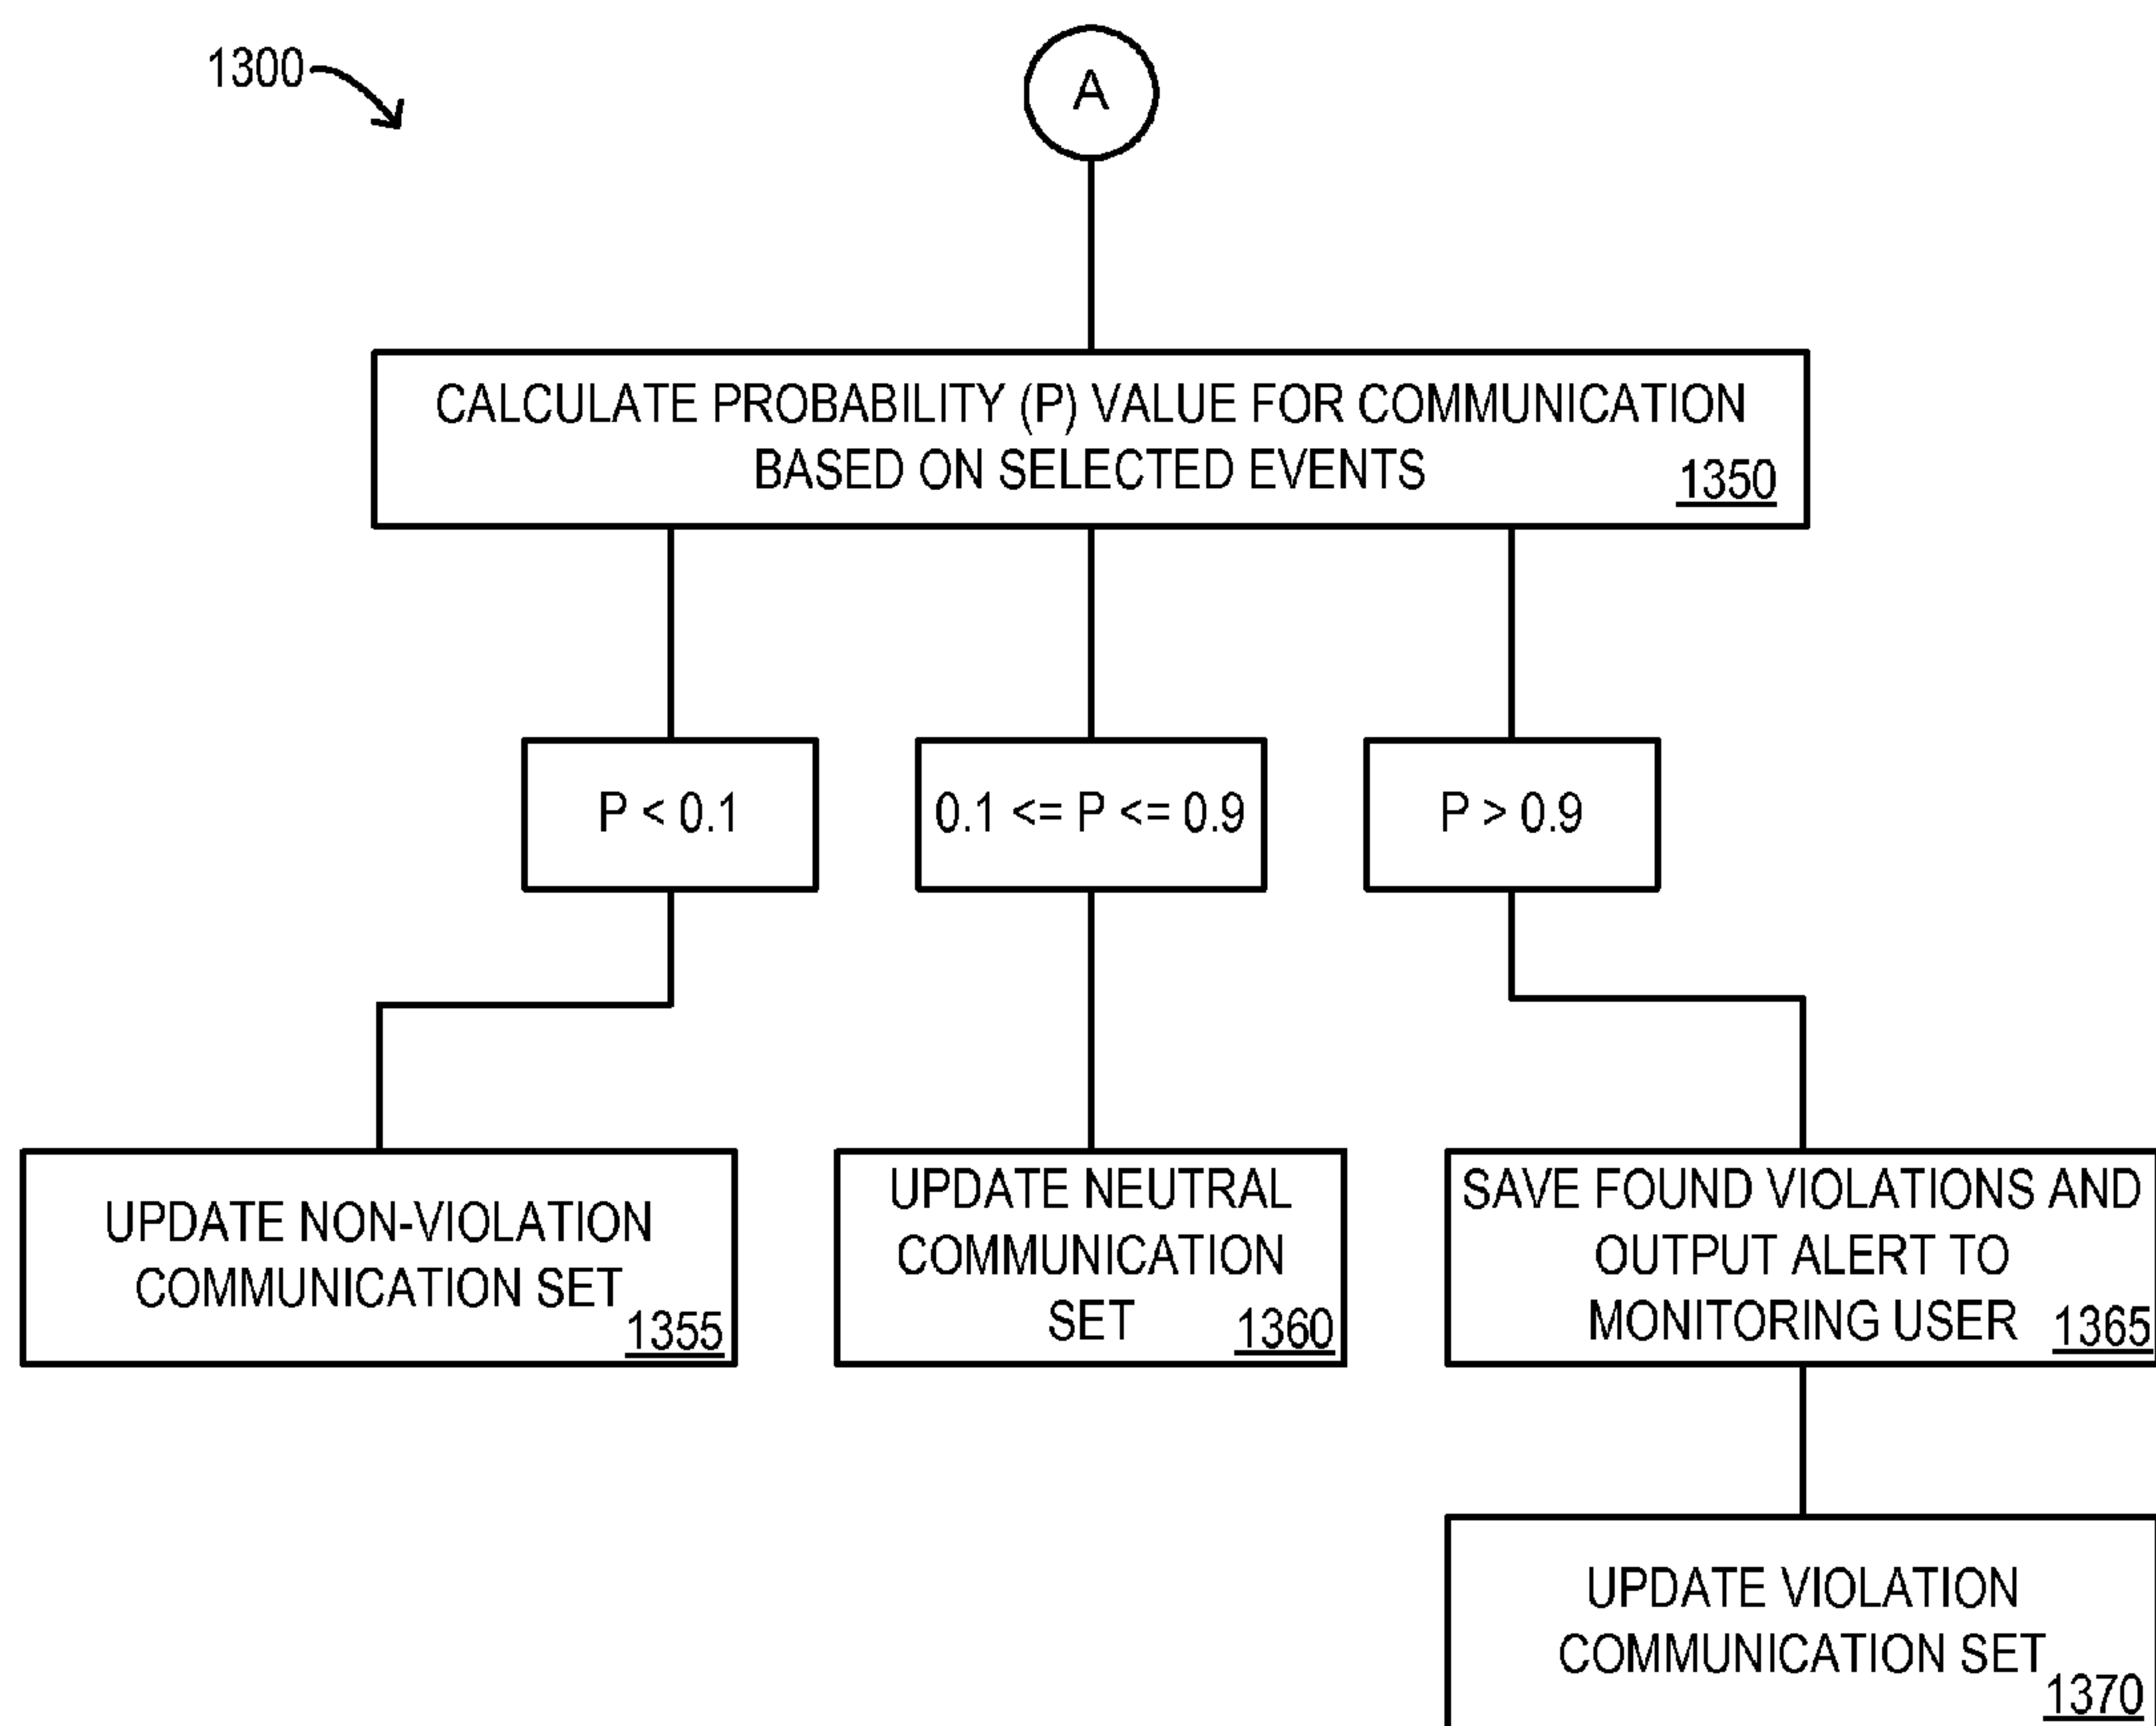 1300
A
CALCULATE PROBABILITY (P) VALUE FOR COMMUNICATION
BASED ON SELECTED EVENTS
1350
P < 0.1
0.1 <= P <= 0.9
P > 0.9
UPDATE NON-VIOLATION
COMMUNICATION SET
1355
UPDATE NEUTRAL
COMMUNICATION
SET
1360
SAVE FOUND VIOLATIONS AND
OUTPUT ALERT TO
MONITORING USER
1365
UPDATE VIOLATION
COMMUNICATION SET
1370